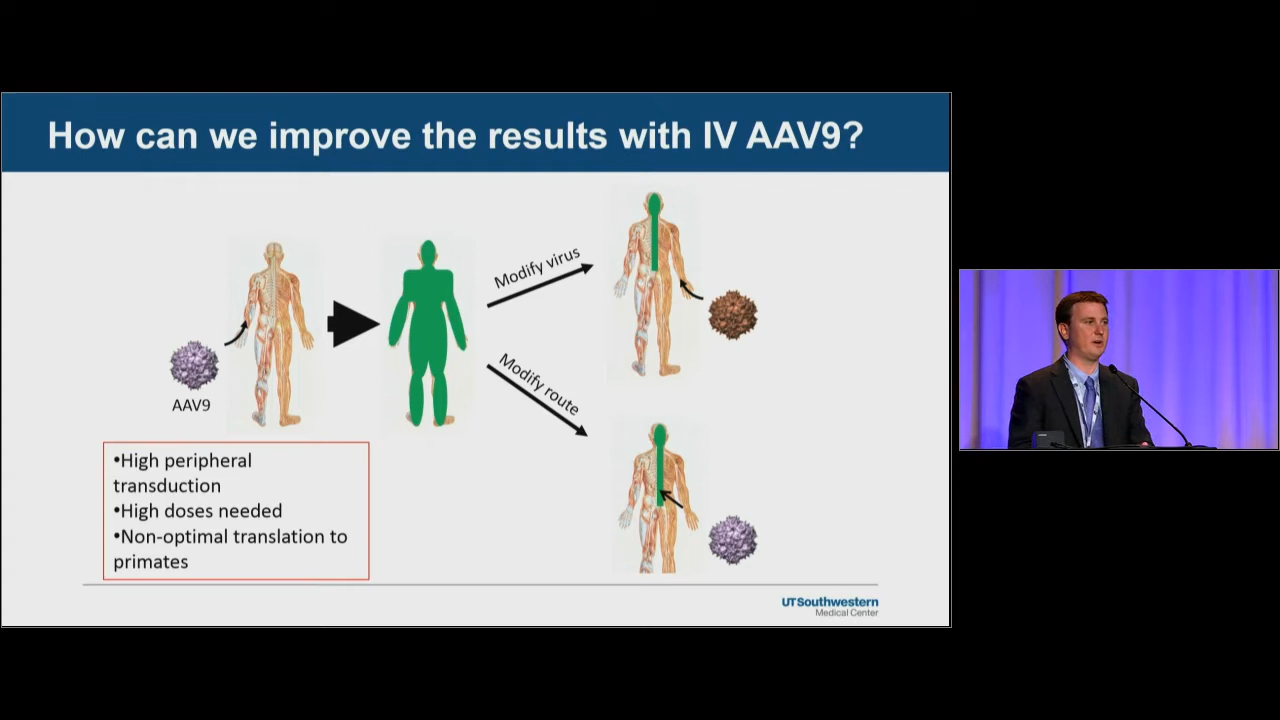 How can we improve the results with IV AAV9?
Modify virus
AAV9
Modify route
•High peripheral
transduction
•High doses needed
•Non-optimal translation to
primates
UTSouthwestern
Medical Center